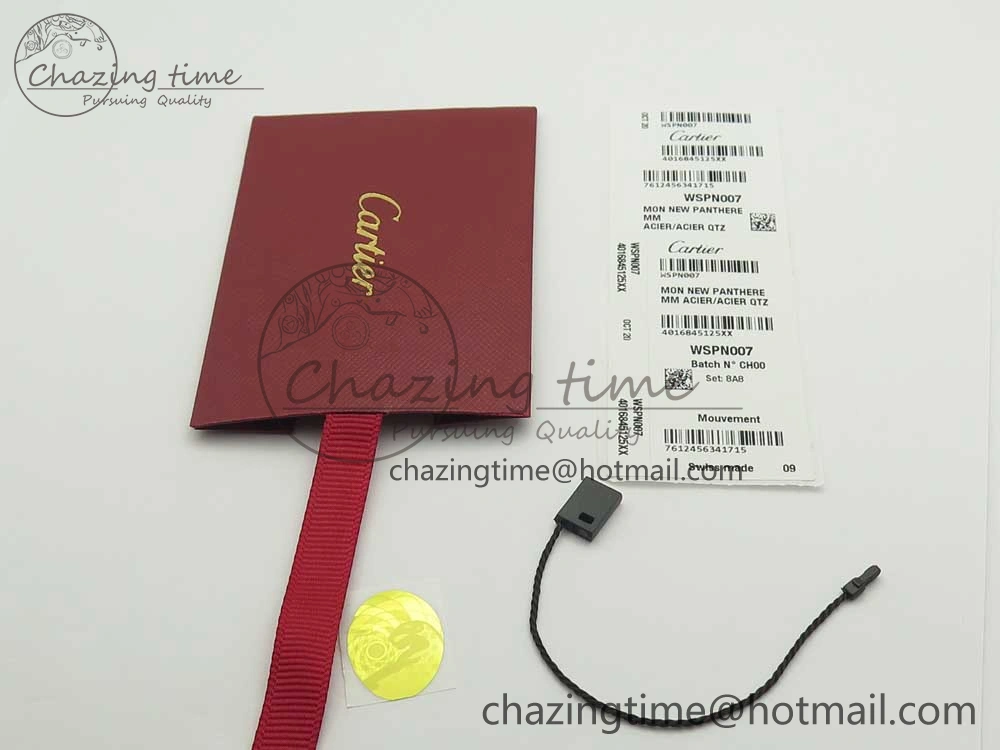 Chazing time
Pursuing Quality
Cartier
OCT 20
WSPN007
Cartier
4016845125XX
7612456341715
WSPN007
MON NEW PANTHERE
MM
ACIER/ACIER QTZ
Cartier
WSPN007
WSPN007
4016845125XX
MON NEW PANTHERE
MM ACIER/ACIER QTZ
4016845125XX
OCT 20
WSPN007
Batch N° CH00
Set: 8A8
WSPN007
4016845125XX
Mouvement
7612456341715
Swiss made 09
Chazing time
Pursuing Quality
chazingtime@hotmail.com
chazingtime@hotmail.com